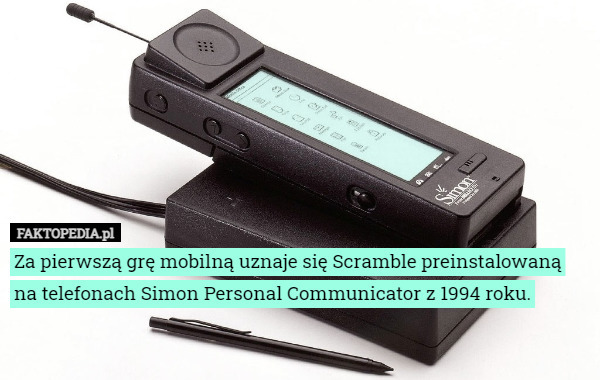 Simon
FAKTOPEDIA.pl
Za pierwszą grę mobilną uznaje się Scramble preinstalowaną
na telefonach Simon Personal Communicator z 1994 roku.